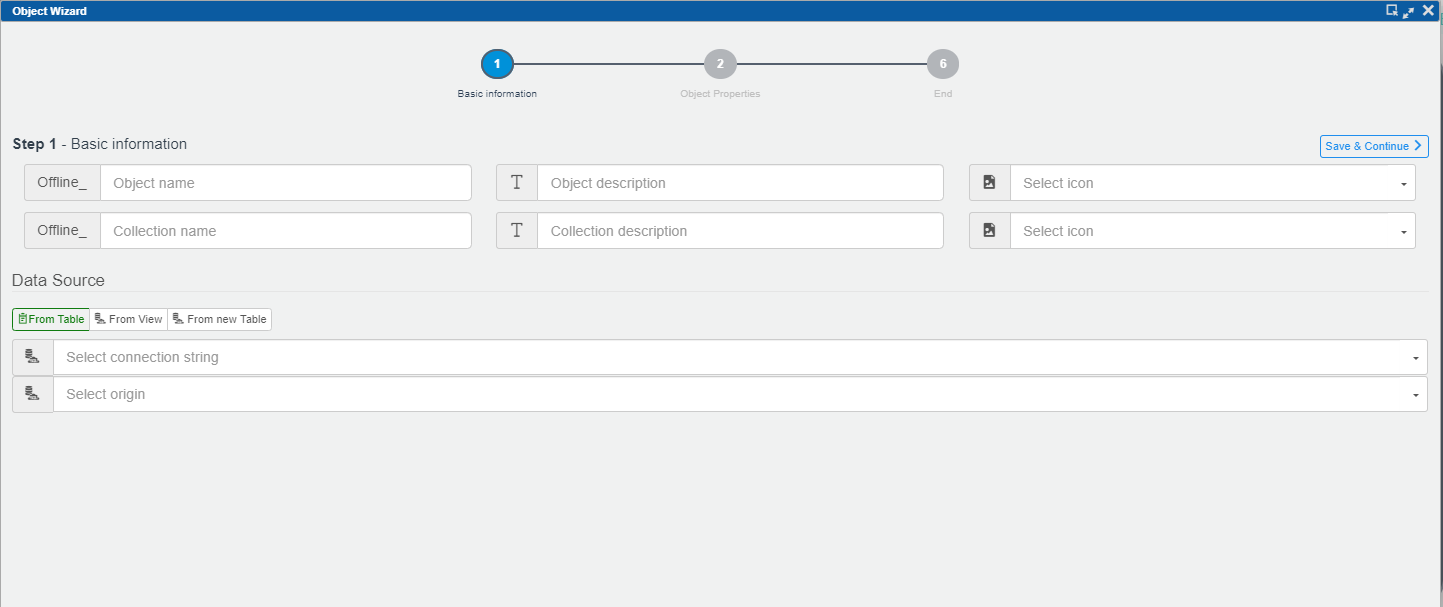 Object Wizard
1 2 6
Basic information Object Properties End
Step 1 - Basic information Save & Continue
Offline_ Object name Object description Select icon
Offline_ Collection name Collection description Select icon
Data Source
From Table From View From new Table
Select connection string
Select origin